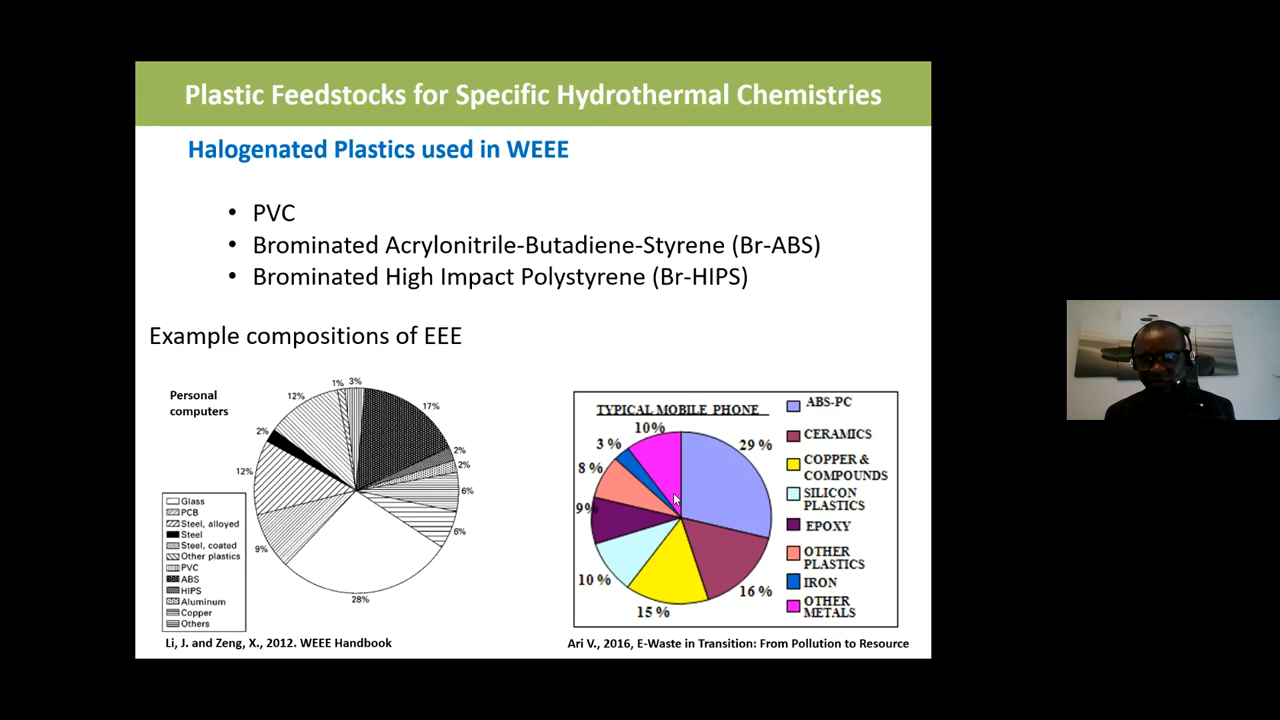 Plastic Feedstocks for Specific Hydrothermal Chemistries
Halogenated Plastics used in WEEE
• PVC
• Brominated Acrylonitrile-Butadiene-Styrene (Br-ABS)
• Brominated High Impact Polystyrene (Br-HIPS)
Example compositions of EEE
Personal
computers
1%
3%
12%
17%
2%
2%
2%
12%
6%
6%
9%
28%
Glass
PCB
Steel, alloyed
Steel
Steel, coated
Other plastics
PVC
ABS
HIPS
Aluminum
Copper
Others
Li, J. and Zeng, X., 2012. WEEE Handbook
TYPICAL MOBILE PHONE
10%
3 %
29 %
8 %
9%
10 %
16 %
15 %
ABS-PC
CERAMICS
COPPER &
COMPOUNDS
SILICON
PLASTICS
EPOXY
OTHER
PLASTICS
IRON
OTHER
METALS
Ari V., 2016, E-Waste in Transition: From Pollution to Resource